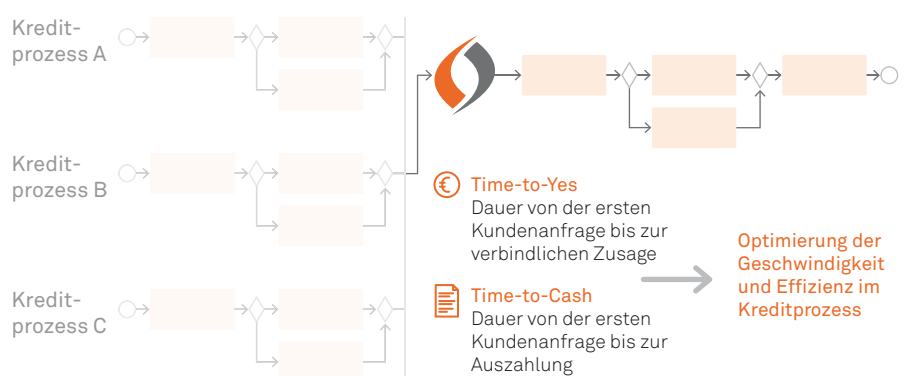 Kredit-
prozess A
Kredit-
prozess B
Kredit-
prozess C
€ Time-to-Yes
Dauer von der ersten
Kundenanfrage bis zur
verbindlichen Zusage
Time-to-Cash
Dauer von der ersten
Kundenanfrage bis zur
Auszahlung
Optimierung der
Geschwindigkeit
und Effizienz im
Kreditprozess